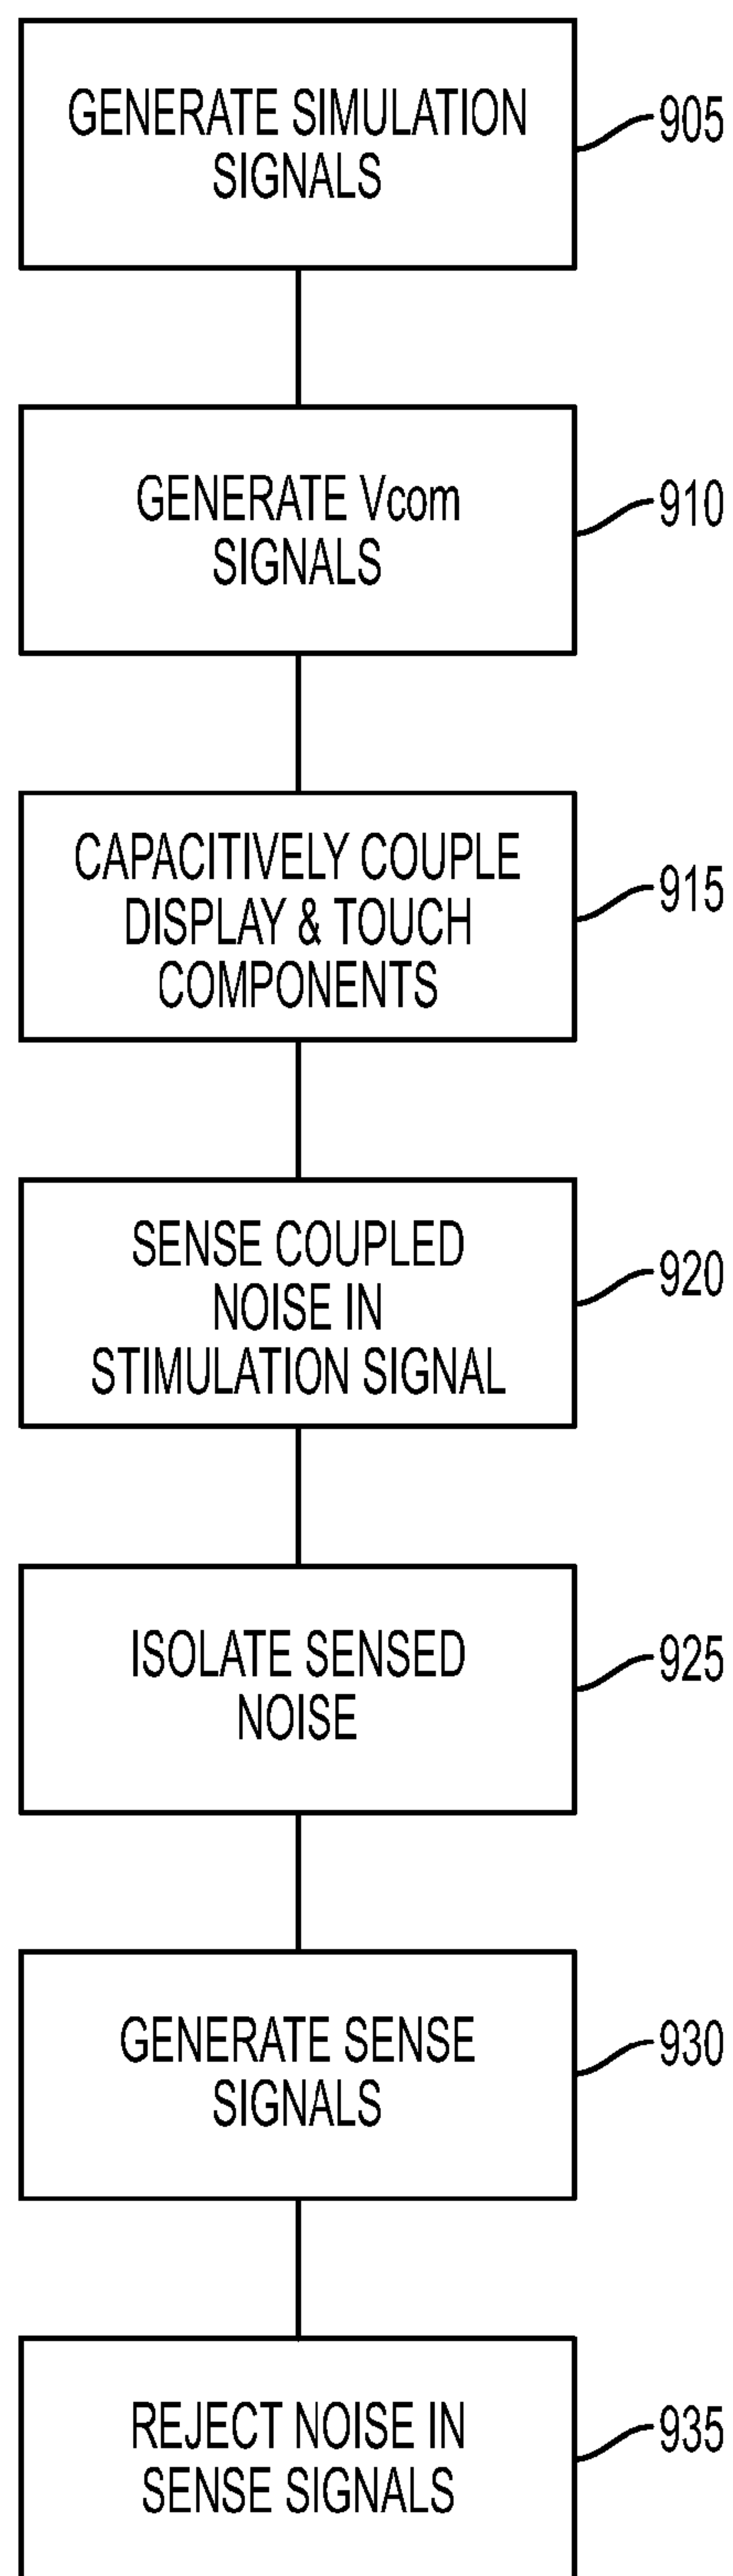 GENERATE SIMULATION
SIGNALS
905
GENERATE Vcom
SIGNALS
910
CAPACITIVELY COUPLE
DISPLAY & TOUCH
COMPONENTS
915
SENSE COUPLED
NOISE IN
STIMULATION SIGNAL
920
ISOLATE SENSED
NOISE
925
GENERATE SENSE
SIGNALS
930
REJECT NOISE IN
SENSE SIGNALS
935